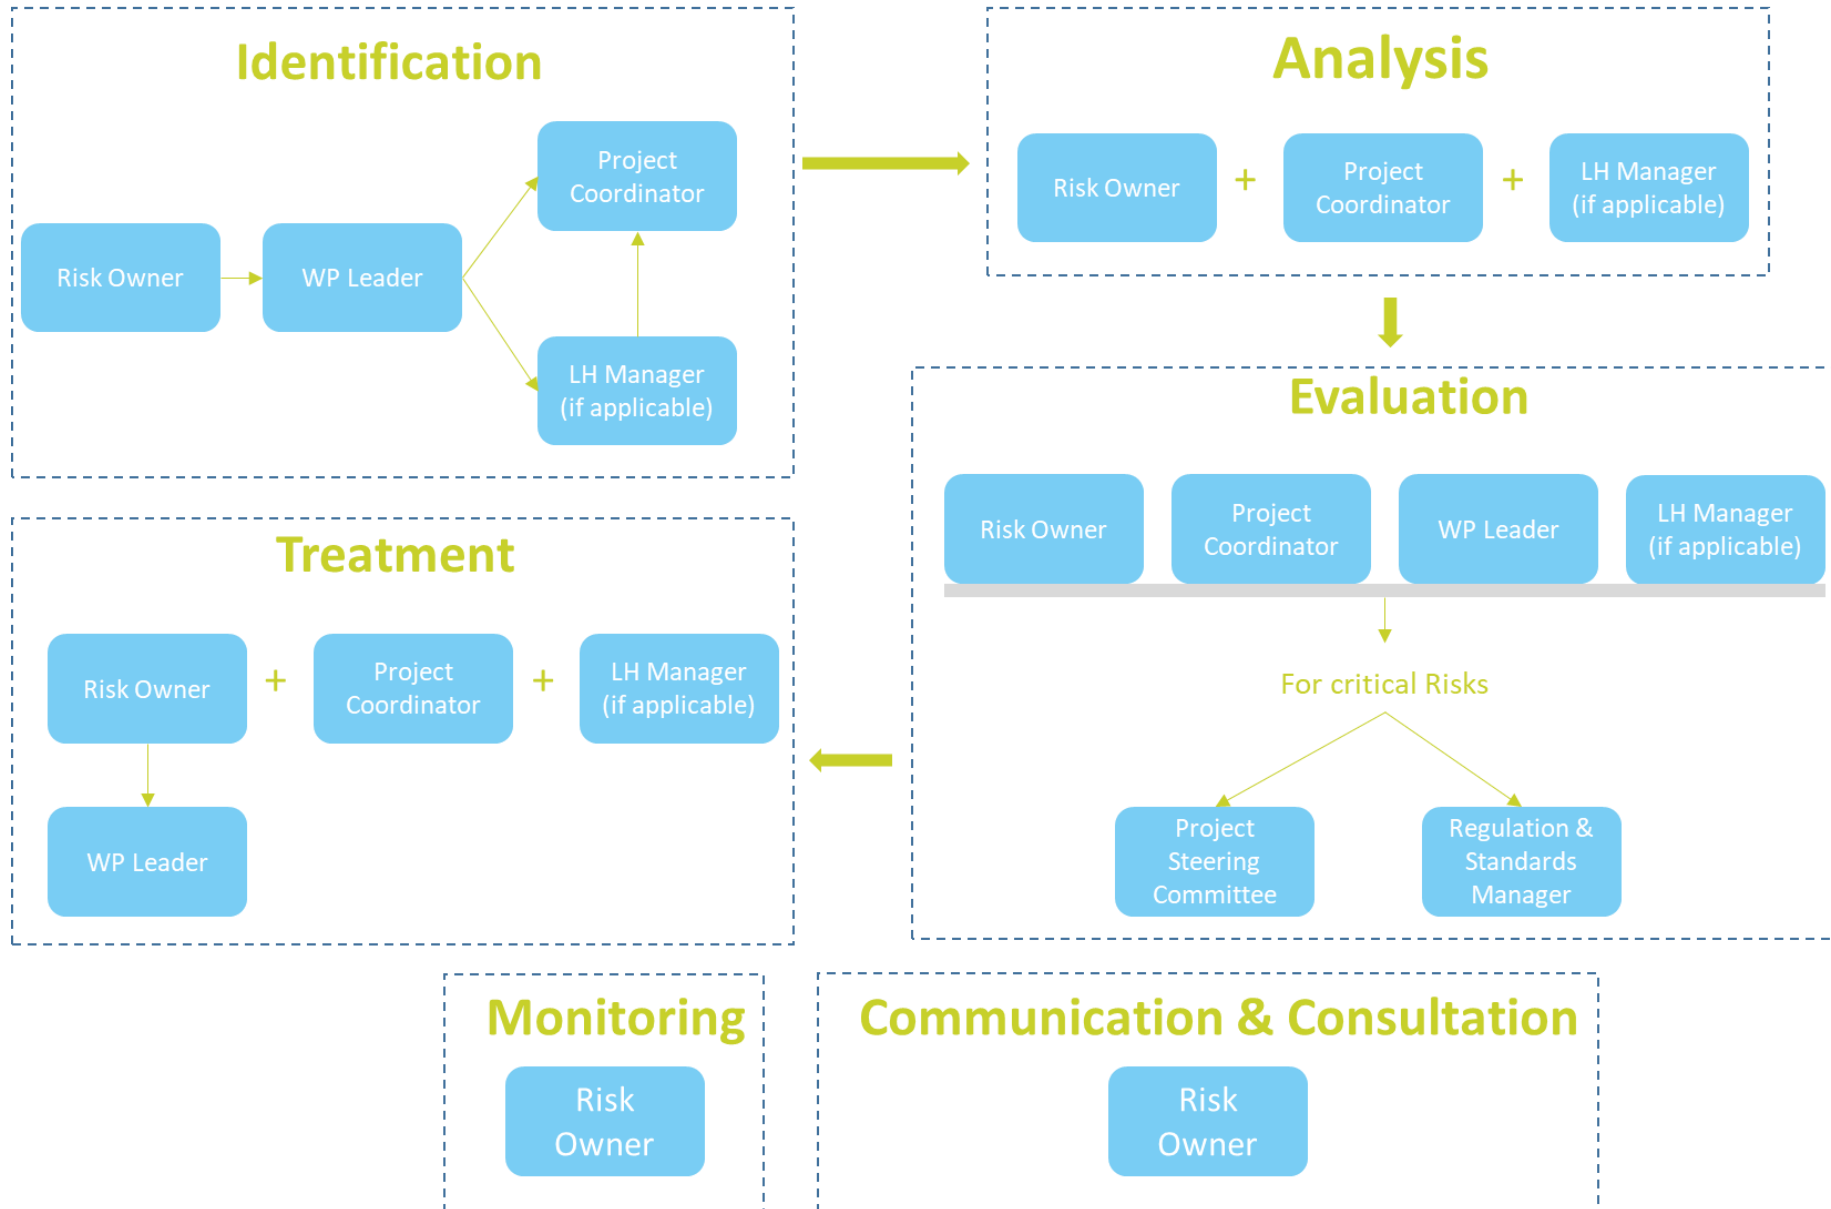 Identification
Project
Coordinator
Risk Owner
WP Leader
LH Manager
(if applicable)
Analysis
Risk Owner
+
Project
Coordinator
+
LH Manager
(if applicable)
Evaluation
Risk Owner
Project
Coordinator
WP Leader
LH Manager
(if applicable)
For critical Risks
Project
Steering
Committee
Regulation &
Standards
Manager
Treatment
Risk Owner
+
Project
Coordinator
+
LH Manager
(if applicable)
WP Leader
Monitoring
Risk
Owner
Communication & Consultation
Risk
Owner